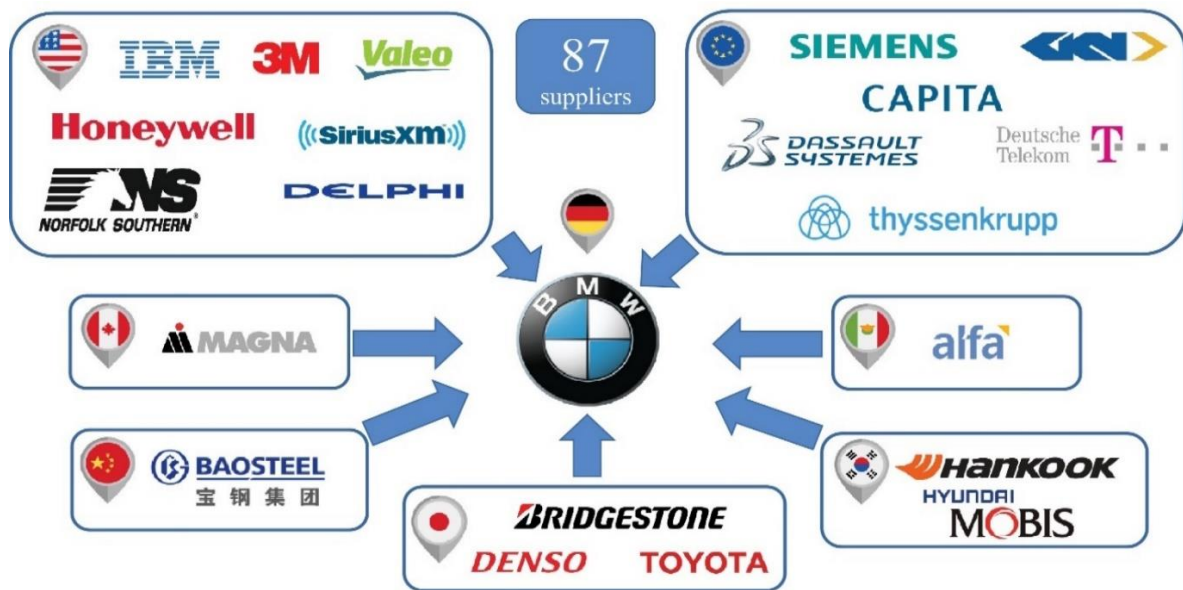 IBM
3M
Valeo
Honeywell
SiriusXM
NS
NORFOLK SOUTHERN
DELPHI
87
suppliers
SIEMENS
GKN
CAPITA
DASSAULT
SYSTEMES
Deutsche
Telekom
T
thyssenkrupp
BMW
MAGNA
alfa
BAOSTEEL
宝钢集团
BRIDGESTONE
DENSO TOYOTA
HANKOOK
HYUNDAI
MOBIS